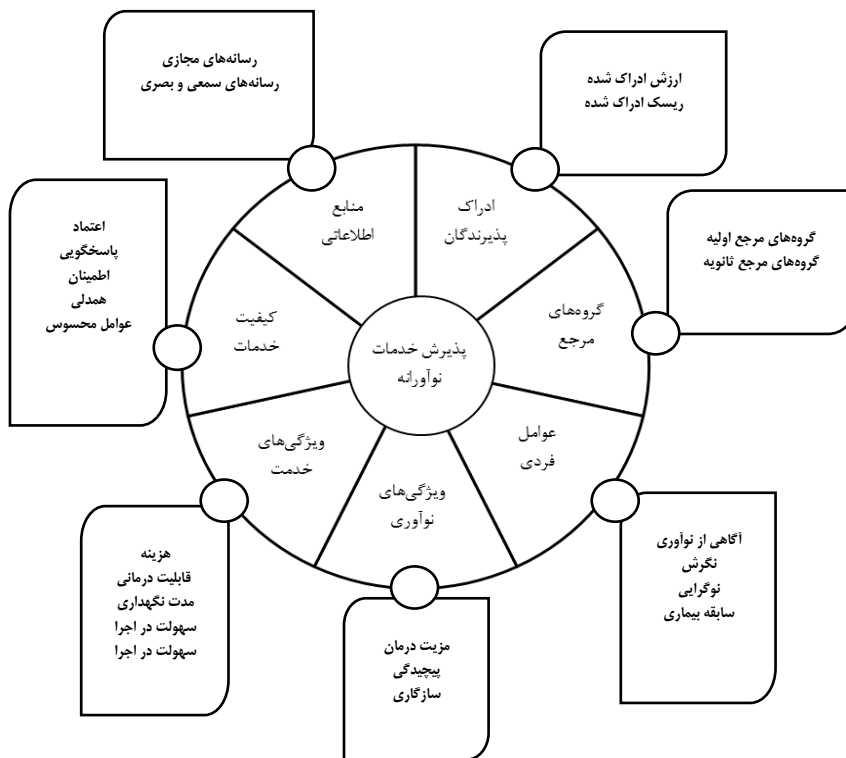 ارزش ادراک شده
ریسک ادراک شده
رسانه‌های مجازی
رسانه‌های سمعی و بصری
ادراک
پذیرندگان
منابع
اطلاعاتی
گروه‌های مرجع اولیه
گروه‌های مرجع ثانویه
اعتماد
پاسخگویی
اطمینان
همدلی
عوامل محسوس
گروه‌های
مرجع
کیفیت
خدمات
پذیرش خدمات
نوآورانه
عوامل
فردی
ویژگی‌های
خدمت
ویژگی‌های
نوآوری
آگاهی از نوآوری
نگرش
نوگرایی
سابقه بیماری
هزینه
قابلیت درمانی
مدت نگهداری
سهولت در اجرا
سهولت در اجرا
مزیت درمان
پیچیدگی
سازگاری